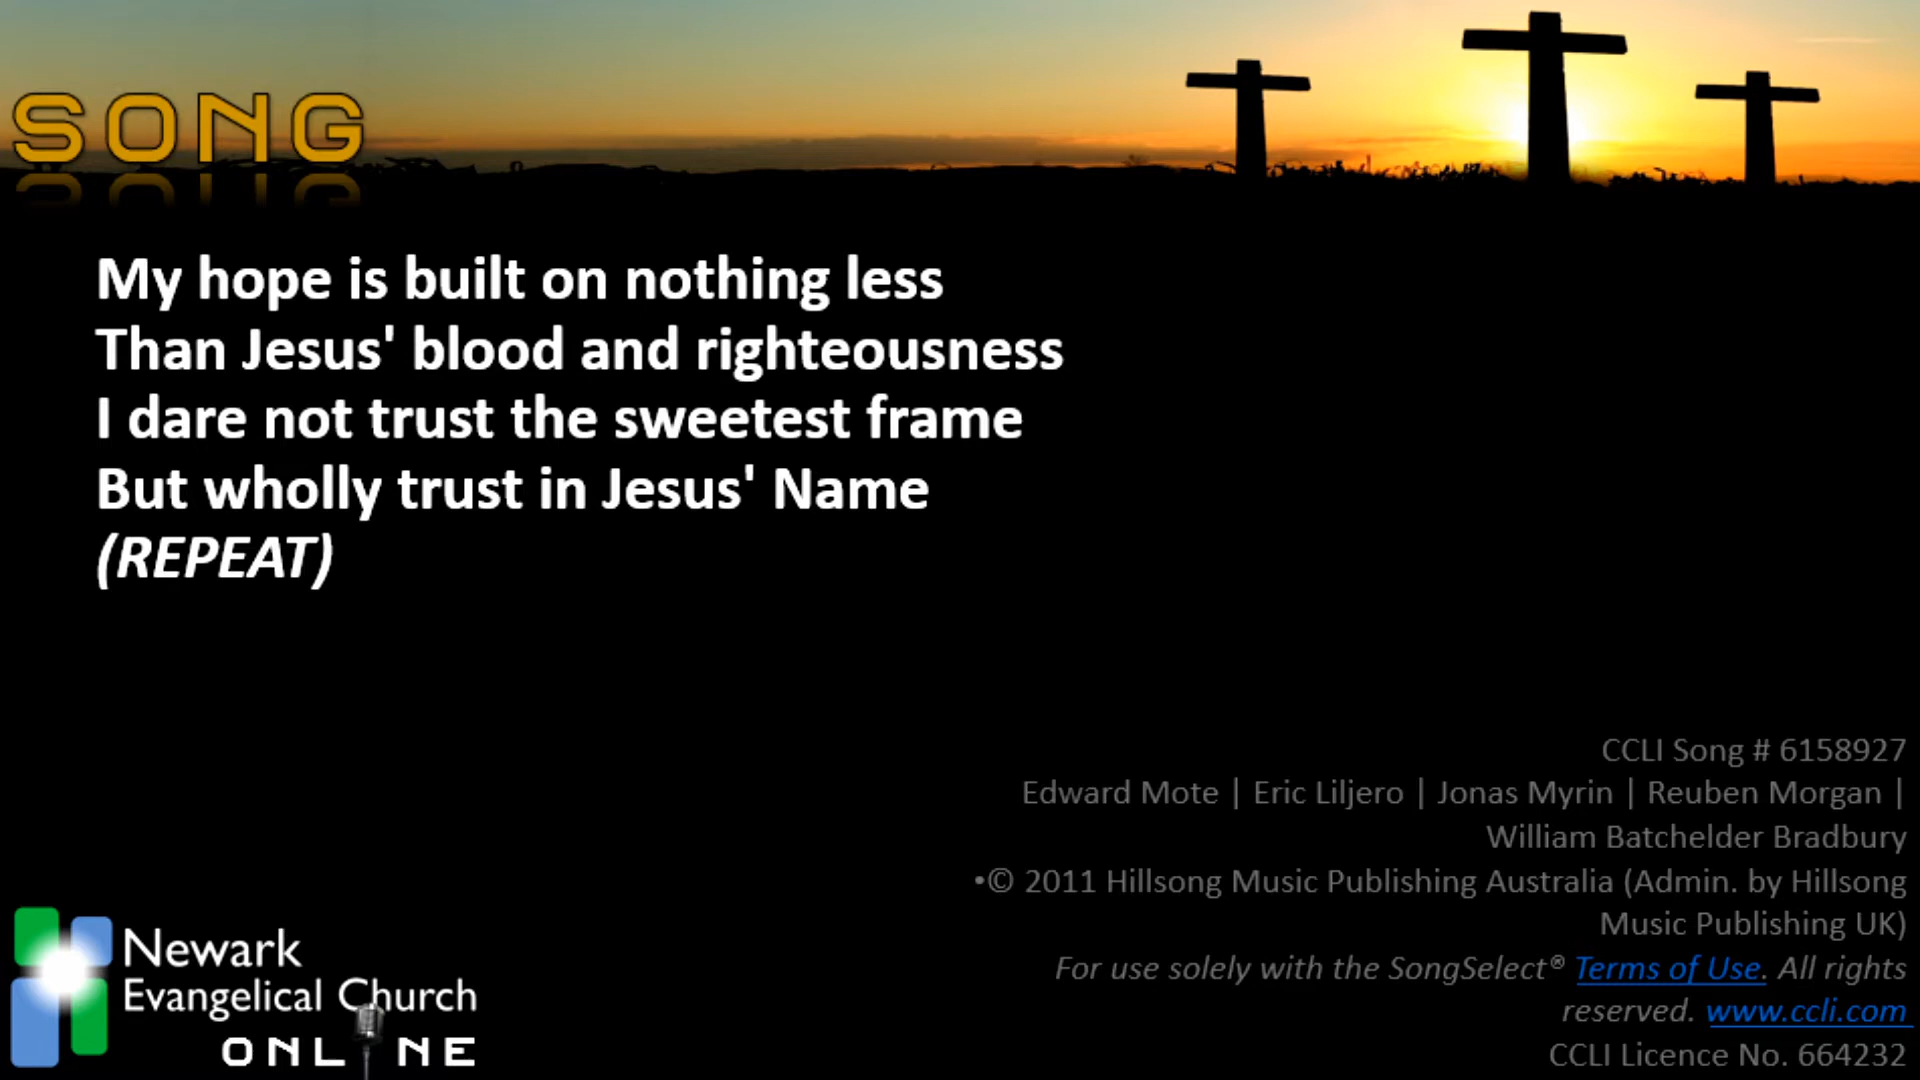 SONG
My hope is built on nothing less
Than Jesus' blood and righteousness
I dare not trust the sweetest frame
But wholly trust in Jesus' Name
(REPEAT)
CCLI Song # 6158927
Edward Mote | Eric Liljero | Jonas Myrin | Reuben Morgan |
William Batchelder Bradbury
•© 2011 Hillsong Music Publishing Australia (Admin. by Hillsong
Music Publishing UK)
For use solely with the SongSelect® Terms of Use. All rights
reserved. www.ccli.com
CCLI Licence No. 664232
Newark
Evangelical Church
ONLINE